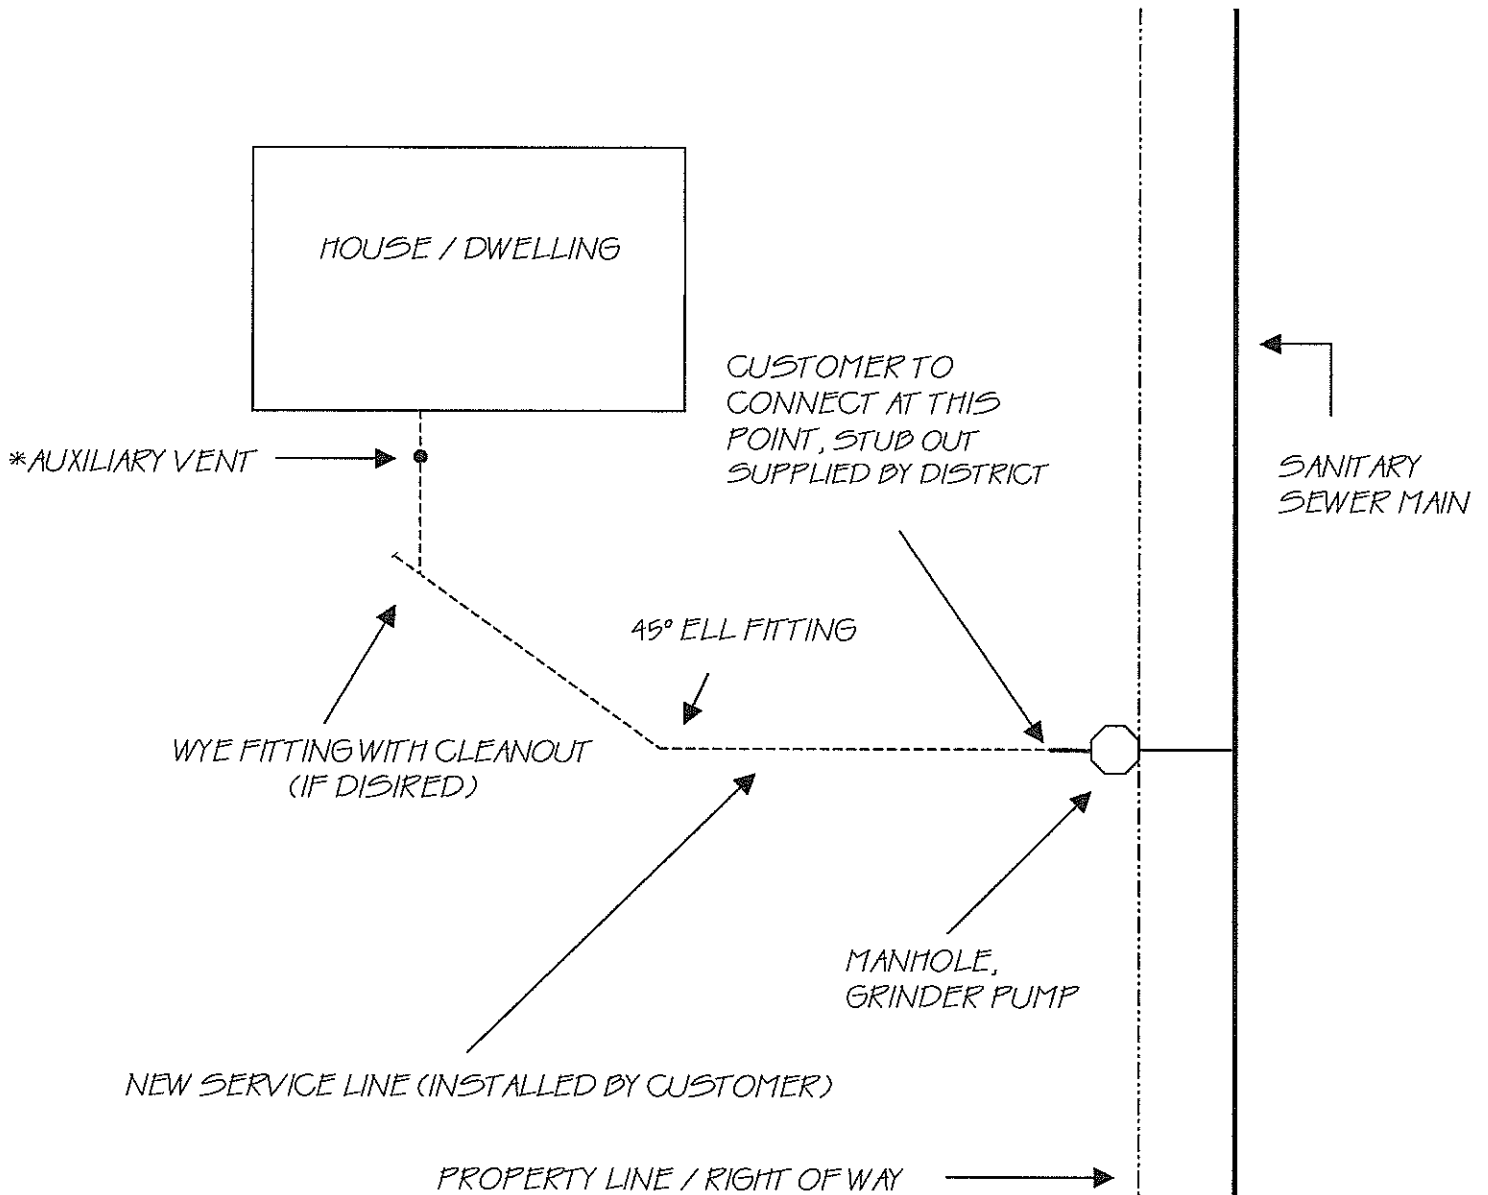 HOUSE / DWELLING
CUSTOMER TO
CONNECT AT THIS
POINT, STUB OUT
SUPPLIED BY DISTRICT
*AUXILIARY VENT
SANITARY
SEWER MAIN
45° ELL FITTING
WYE FITTING WITH CLEANOUT
(IF DISIRED)
MANHOLE,
GRINDER PUMP
NEW SERVICE LINE (INSTALLED BY CUSTOMER)
PROPERTY LINE / RIGHT OF WAY